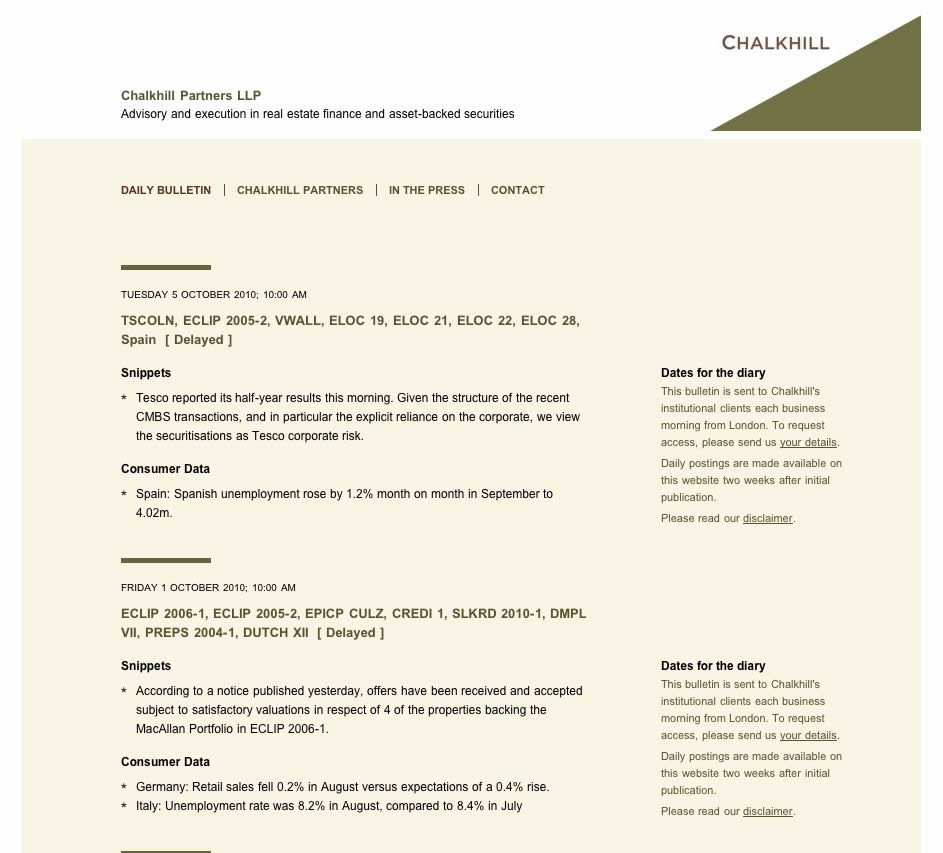 CHALKHILL
Chalkhill Partners LLP
Advisory and execution in real estate finance and asset-backed securities
DAILY BULLETIN | CHALKHILL PARTNERS | IN THE PRESS | CONTACT
TUESDAY 5 OCTOBER 2010; 10:00 AM
TSCOLN, ECLIP 2005-2, VWALL, ELOC 19, ELOC 21, ELOC 22, ELOC 28,
Spain [ Delayed ]
Snippets
* Tesco reported its half-year results this morning. Given the structure of the recent
CMBS transactions, and in particular the explicit reliance on the corporate, we view
the securitisations as Tesco corporate risk.
Consumer Data
* Spain: Spanish unemployment rose by 1.2% month on month in September to
4.02m.
Dates for the diary
This bulletin is sent to Chalkhill's
institutional clients each business
morning from London. To request
access, please send us your details.
Daily postings are made available on
this website two weeks after initial
publication.
Please read our disclaimer.
FRIDAY 1 OCTOBER 2010; 10:00 AM
ECLIP 2006-1, ECLIP 2005-2, EPICP CULZ, CREDI 1, SLKRD 2010-1, DMPL
VII, PREPS 2004-1, DUTCH XII [ Delayed ]
Snippets
* According to a notice published yesterday, offers have been received and accepted
subject to satisfactory valuations in respect of 4 of the properties backing the
MacAllan Portfolio in ECLIP 2006-1.
Consumer Data
* Germany: Retail sales fell 0.2% in August versus expectations of a 0.4% rise.
* Italy: Unemployment rate was 8.2% in August, compared to 8.4% in July
Dates for the diary
This bulletin is sent to Chalkhill's
institutional clients each business
morning from London. To request
access, please send us your details.
Daily postings are made available on
this website two weeks after initial
publication.
Please read our disclaimer.